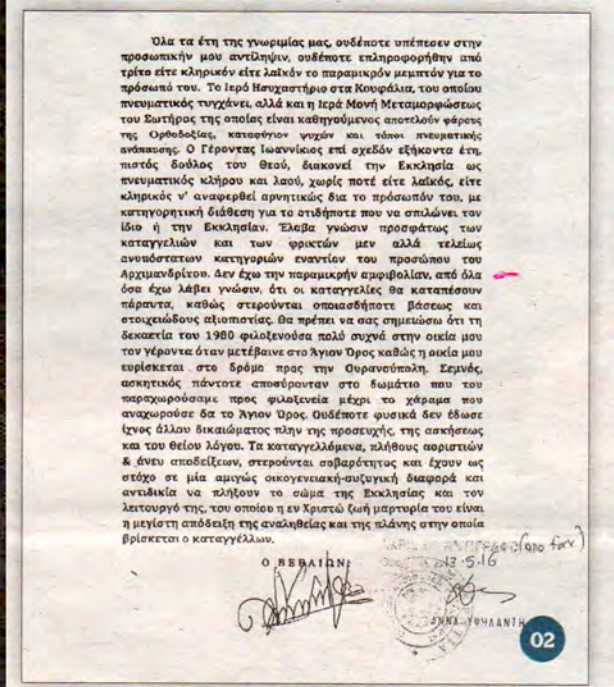 Όλα τα έτη της γνωριμίας μας, ουδέποτε υπέπεσεν στην
προσωπικήν μου αντίληψιν, ουδέποτε επληροφορήθην από
τρίτο είτε κληρικόν είτε λαϊκόν το παραμικρόν μεμπτόν για το
πρόσωπό του. Το Ιερό Ησυχαστήριο στα Κουφάλια, του οποίου
πνευματικός τυγχάνει, αλλά και η Ιερά Μονή Μεταμορφώσεως
του Σωτήρος της οποίας είναι καθηγούμενος αποτελούν φάρους
της Ορθοδοξίας, καταφύγιον ψυχών και τόποι πνευματικής
ανάπαυσης. Ο Γέροντας Ιωαννίκιος επί σχεδόν εξήκοντα έτη,
πιστός δούλος του Θεού, διακονεί την Εκκλησία ως
πνευματικός κλήρου και λαού, χωρίς ποτέ είτε λαϊκός, είτε
κληρικός ν' αναφερθεί αρνητικώς δια το πρόσωπόν του, με
κατηγορητική διάθεση για το οτιδήποτε που να σπιλώνει τον
ίδιο ή την Εκκλησίαν. Έλαβα γνώσιν προσφάτως των
καταγγελιών και των φρικτών μεν αλλά τελείως
ανυπόστατων κατηγοριών εναντίον του προσώπου του
Αρχιμανδρίτου. Δεν έχω την παραμικρήν αμφιβολίαν, από όλα
όσα έχω λάβει γνώσιν, ότι οι καταγγελίες θα καταπέσουν
πάραυτα, καθώς στερούνται οποιασδήποτε βάσεως και
στοιχειώδους αξιοπιστίας. Θα πρέπει να σας σημειώσω ότι τη
δεκαετία του 1980 φιλοξενούσα πολύ συχνά στην οικία μου
τον γέροντα όταν μετέβαινε στο Άγιον Όρος καθώς η οικία μου
ευρίσκεται στο δρόμο προς την Ουρανούπολη. Σεμνός,
ασκητικός πάντοτε αποσύρονταν στο δωμάτιο που του
παραχωρούσαμε προς φιλοξενεία μέχρι το χάραμα που
αναχωρούσε δα το Άγιον Όρος. Ουδέποτε φυσικά δεν έδωσε
ίχνος άλλου δικαιώματος πλην της προσευχής, της ασκήσεως
και του θείου λόγου. Τα καταγγελλόμενα, πλήθους αοριστιών
& άνευ αποδείξεων, στερούνται σοβαρότητος και έχουν ως
στόχο σε μία αμιγώς οικογενειακή-συζυγική διαφορά και
αντιδικία να πλήξουν το σώμα της Εκκλησίας και τον
λειτουργό της, του οποίου η εν Χριστώ ζωή μαρτυρία του είναι
η μεγίστη απόδειξη της αναληθείας και της πλάνης στην οποία
βρίσκεται ο καταγγέλλων.
Ο ΒΕΒΑΙΩΝ
(απο fax)
13.5.16
ΑΝΝΑ ΥΨΗΛΑΝΤΗ
02